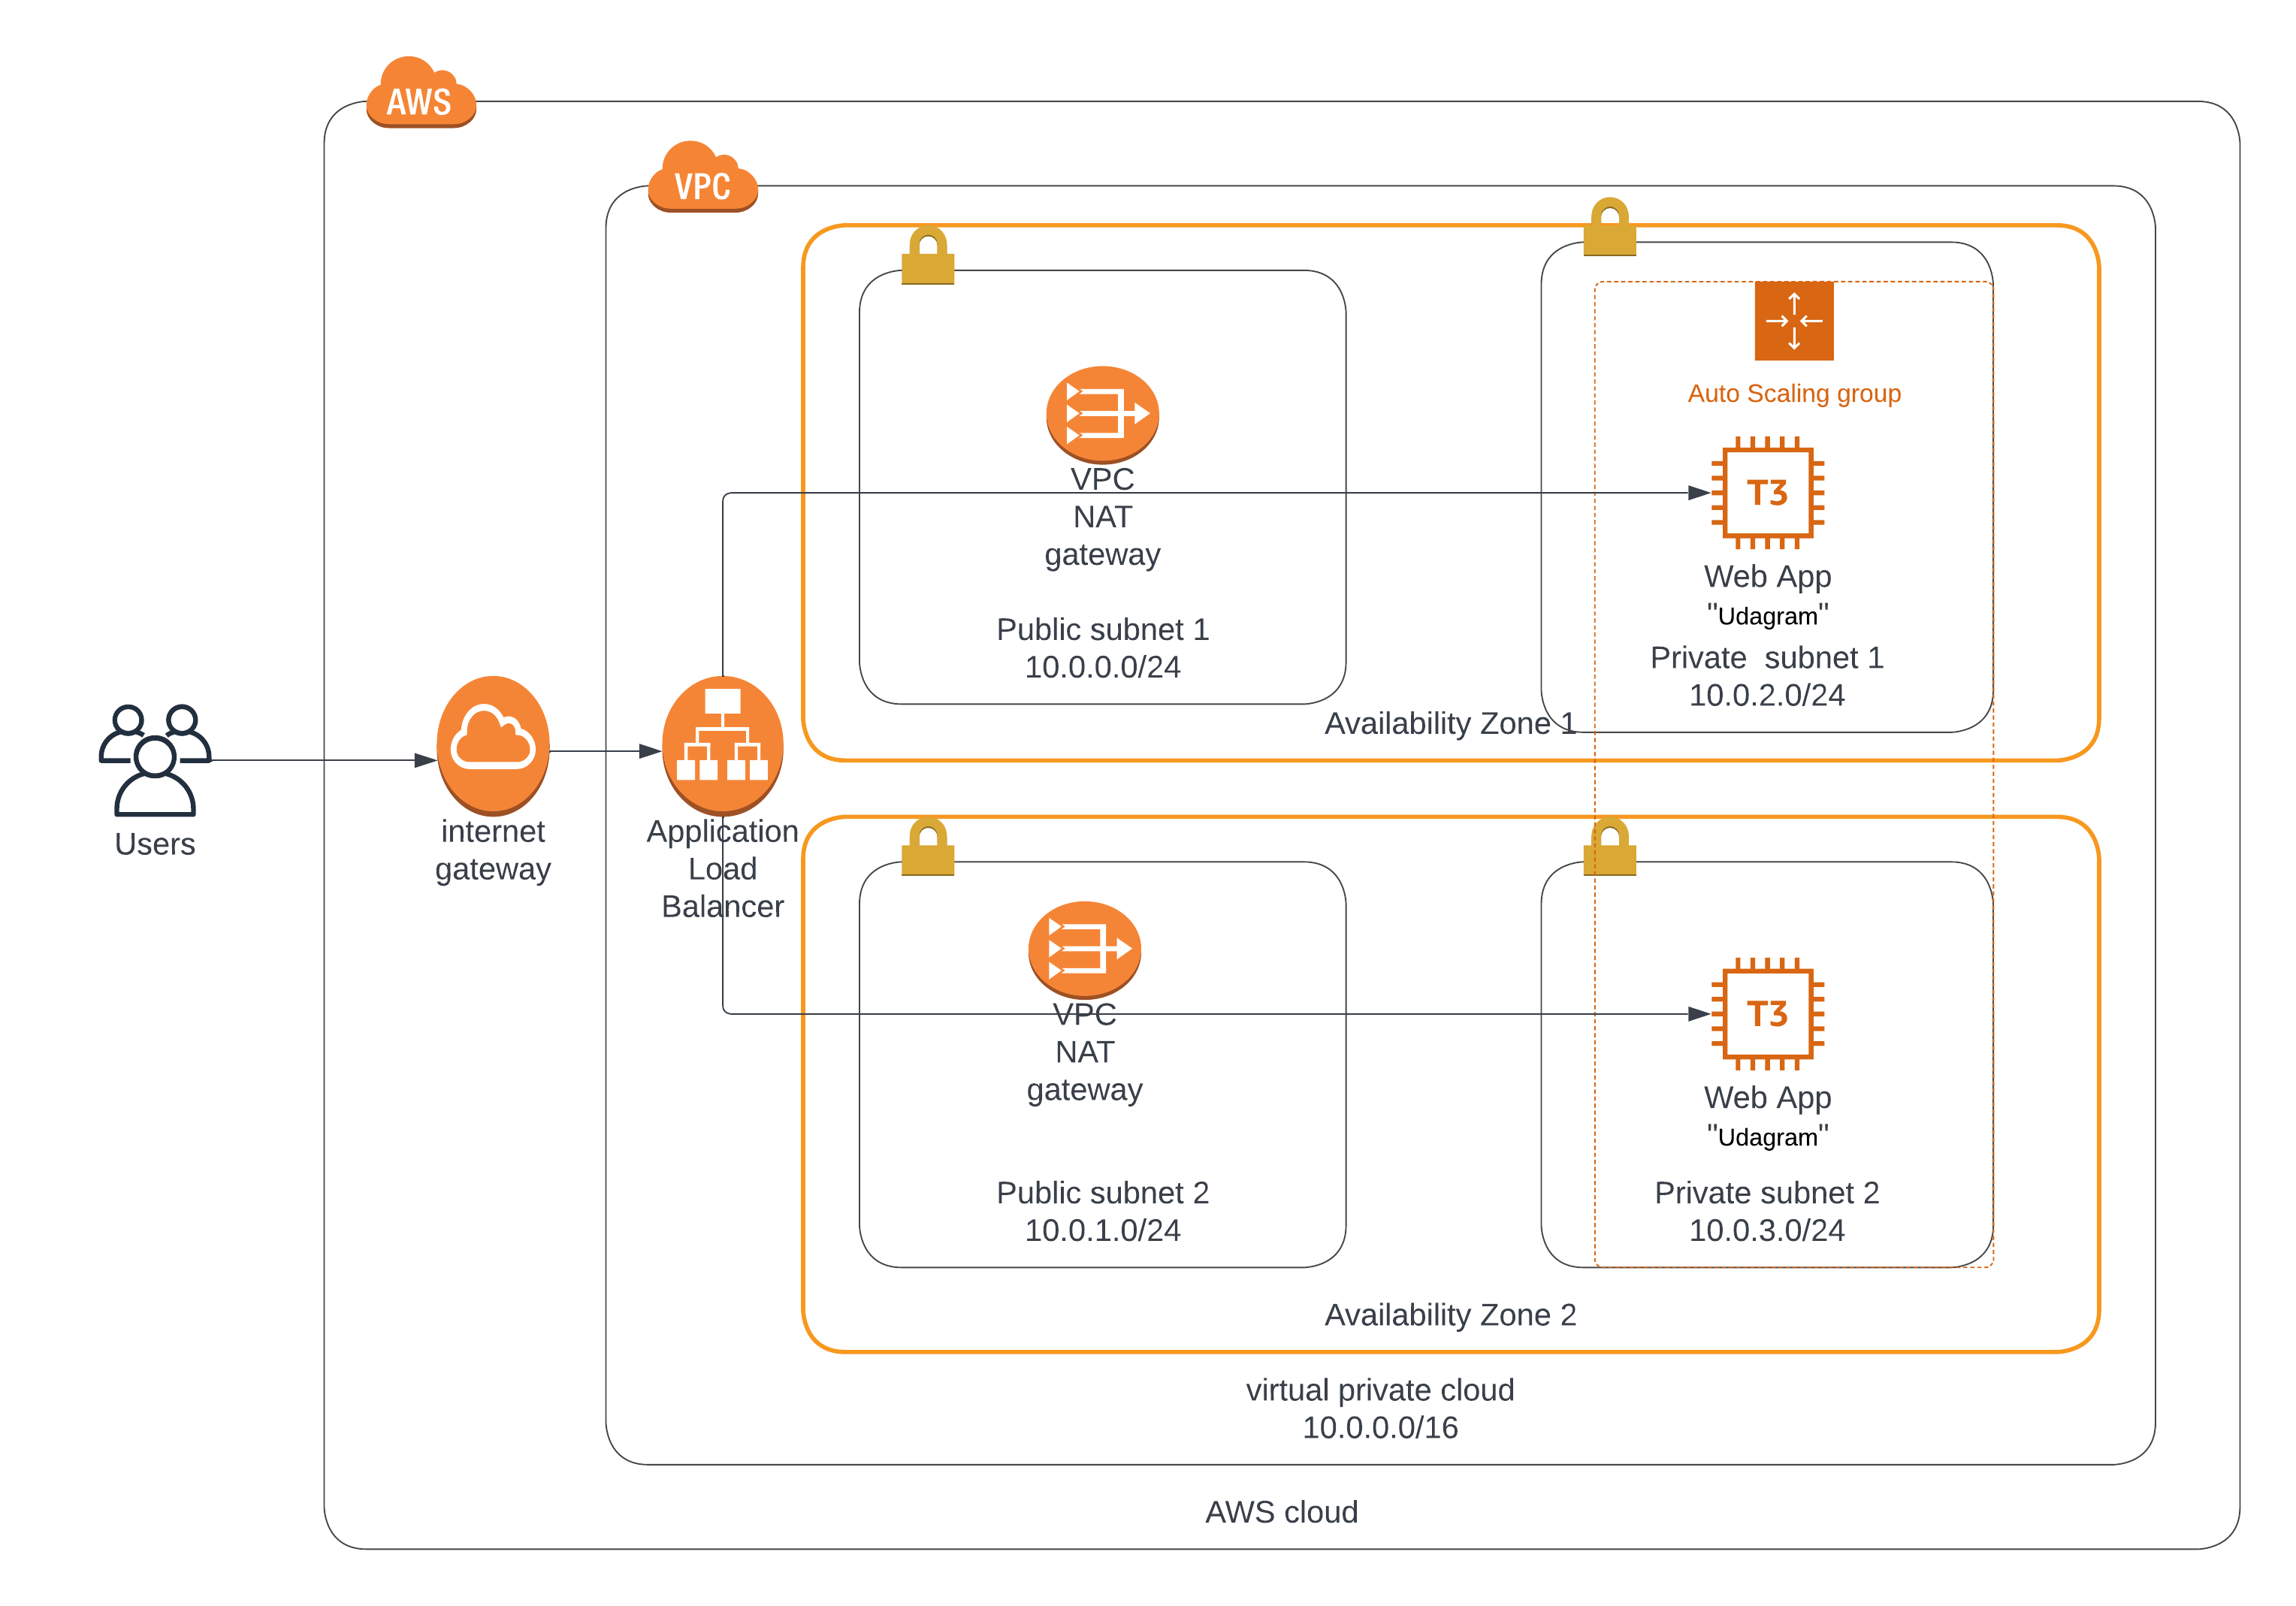 AWS
VPC
Auto Scaling group
VPC
NAT
gateway
T3
Web App
"Udagram"
Public subnet 1
10.0.0.0/24
Private  subnet 1
10.0.2.0/24
Availability Zone 1
Users
internet
gateway
Application
Load
Balancer
VPC
NAT
gateway
T3
Web App
"Udagram"
Public subnet 2
10.0.1.0/24
Private subnet 2
10.0.3.0/24
Availability Zone 2
virtual private cloud
10.0.0.0/16
AWS cloud